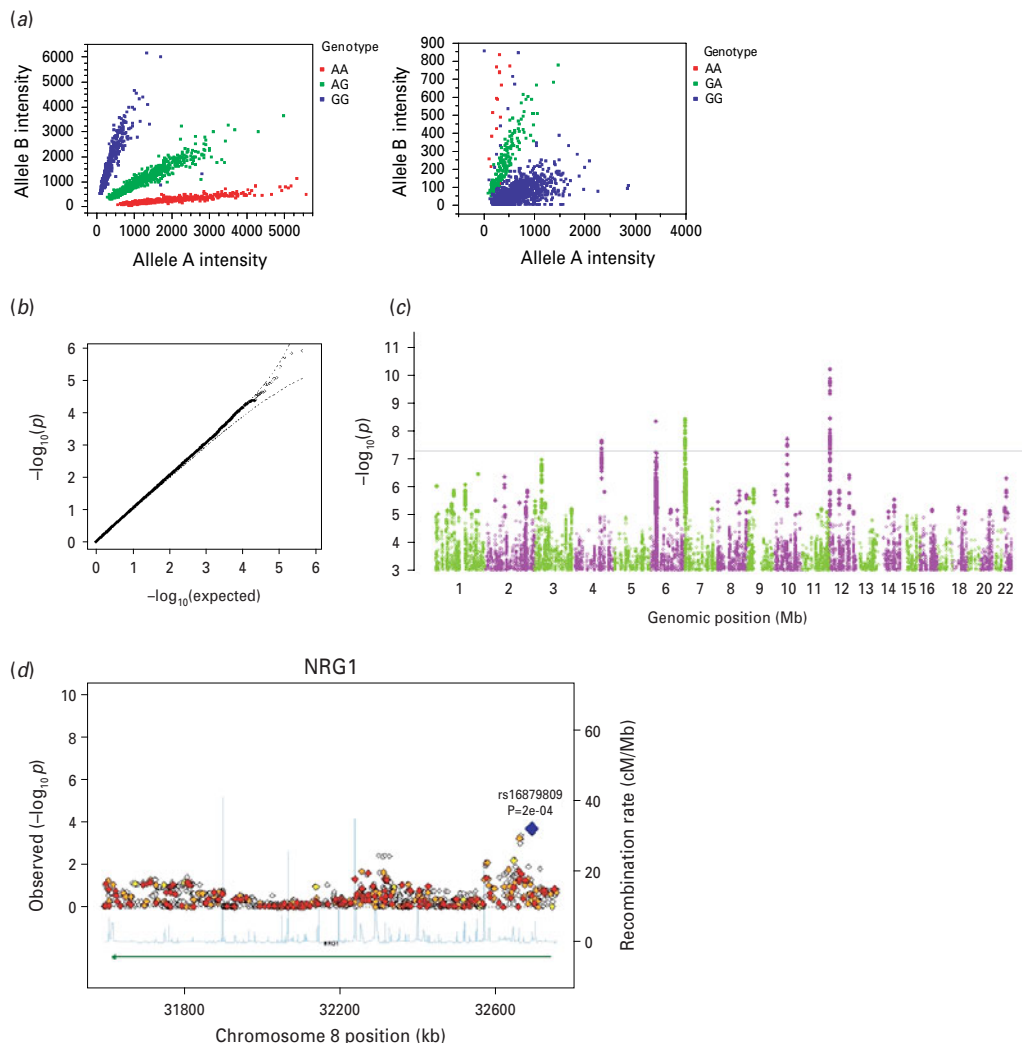 (a)
Genotype
AA
AG
GG
Allele B intensity
6000
5000
4000
3000
2000
1000
0
0 1000 2000 3000 4000 5000
Allele A intensity
Genotype
AA
GA
GG
Allele B intensity
900
800
700
600
500
400
300
200
100
0
0 1000 2000 3000 4000
Allele A intensity
(b)
−log10(p)
6
5
4
3
2
1
0
0 1 2 3 4 5 6
−log10(expected)
(c)
−log10(p)
11
10
9
8
7
6
5
4
3
1 2 3 4 5 6 7 8 9 10 11 12 13 14 15 16 18 20 22
Genomic position (Mb)
(d)
NRG1
Observed (−log10 p)
10
8
6
4
2
0
rs16879809
P=2e-04
60
40
20
0
Recombination rate (cM/Mb)
31800 32200 32600
Chromosome 8 position (kb)